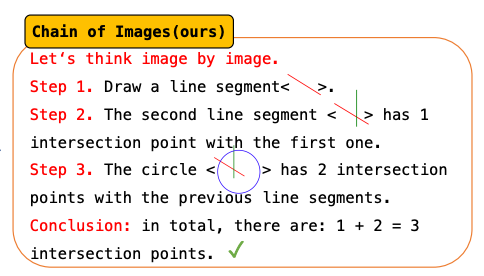 Chain of Images(ours)
Let‘s think image by image.
Step 1. Draw a line segment< >.
Step 2. The second line segment < > has 1
intersection point with the first one.
Step 3. The circle < > has 2 intersection
points with the previous line segments.
Conclusion: in total, there are: 1 + 2 = 3
intersection points. ✓